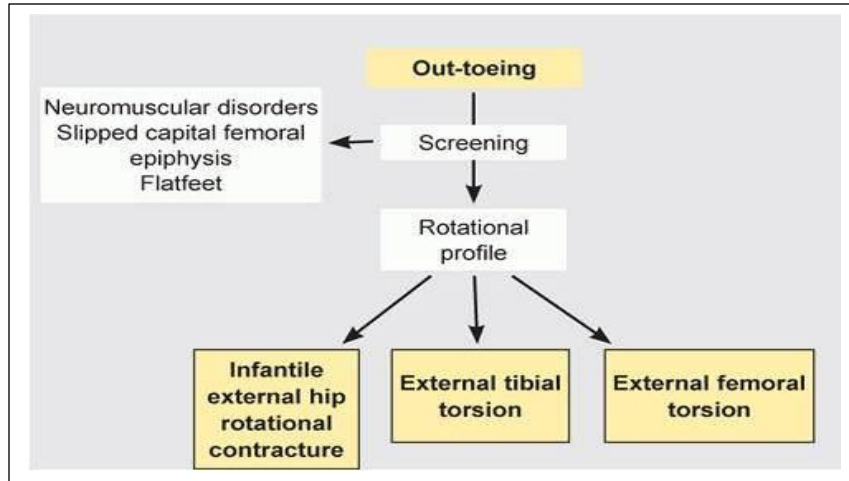 Out-toeing
Neuromuscular disorders
Slipped capital femoral
epiphysis
Flatfeet
Screening
Rotational
profile
Infantile
external hip
rotational
contracture
External tibial
torsion
External femoral
torsion